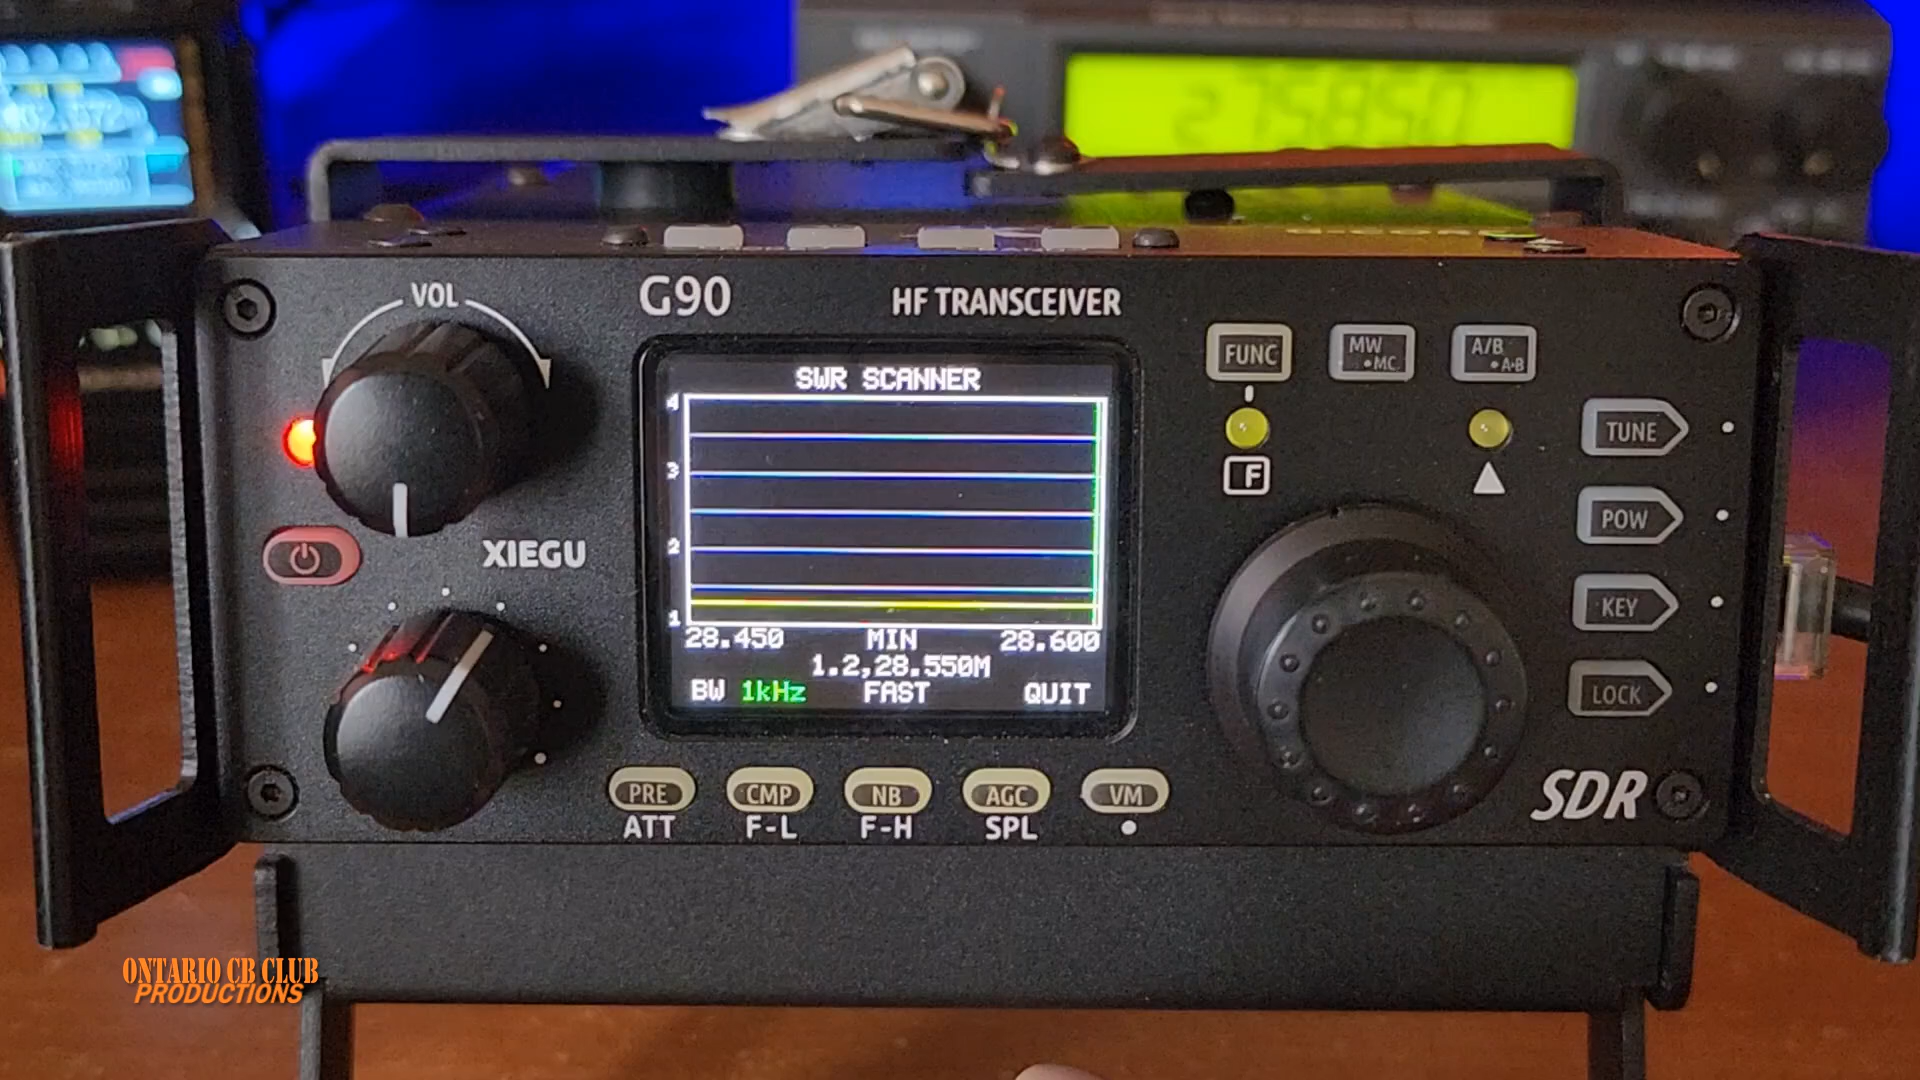 VOL
G90
HF TRANSCEIVER
FUNC
MW
•MC
A/B
•A›B
F
TUNE
POW
KEY
LOCK
XIEGU
SWR SCANNER
4
3
2
1
28.450 MIN 28.600
1.2,28.550M
BW 1kHz FAST QUIT
PRE CMP NB AGC VM
ATT F-L F-H SPL
SDR
ONTARIO CB CLUB
PRODUCTIONS